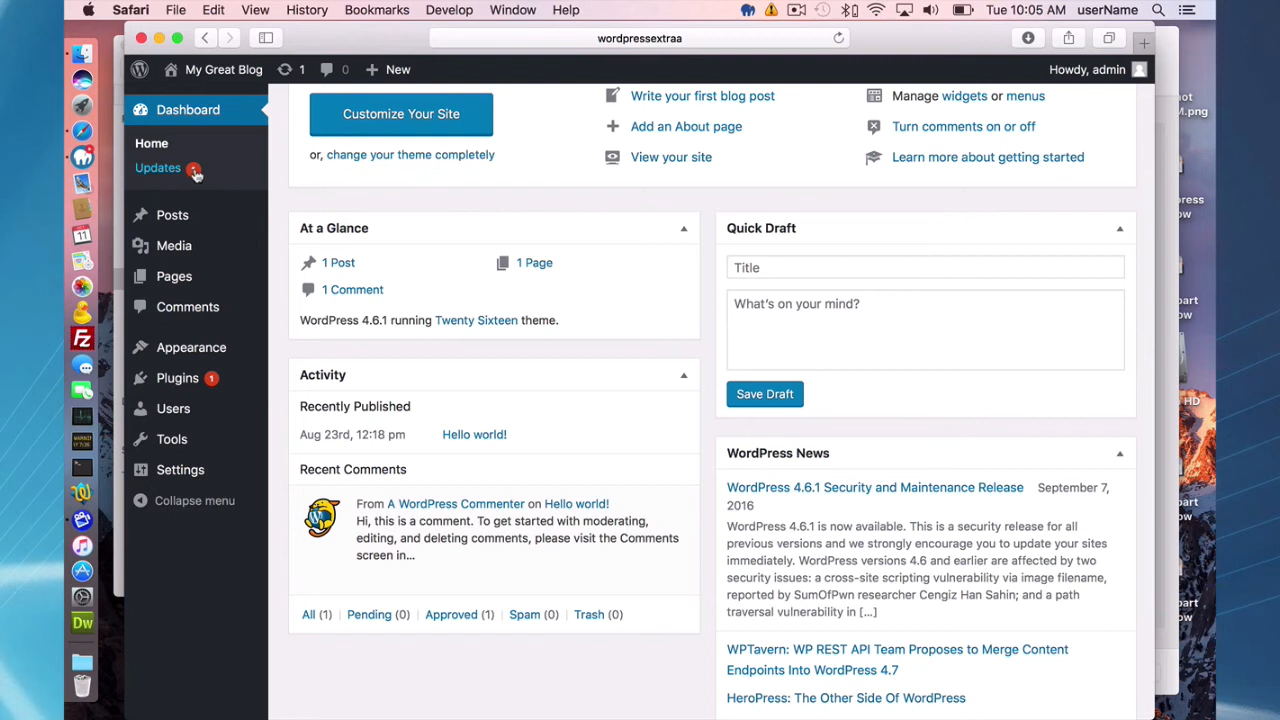 Safari File Edit View History Bookmarks Develop Window Help Tue 10:05 AM userName
wordpressextraa
My Great Blog 1 0 New Howdy, admin
Dashboard
Home
Updates
Posts
Media
Pages
Comments
Appearance
Plugins 1
Users
Tools
Settings
Collapse menu
Customize Your Site
or, change your theme completely
Write your first blog post
Add an About page
View your site
Manage widgets or menus
Turn comments on or off
Learn more about getting started
At a Glance
1 Post 1 Page
1 Comment
WordPress 4.6.1 running Twenty Sixteen theme.
Activity
Recently Published
Aug 23rd, 12:18 pm Hello world!
Recent Comments
From A WordPress Commenter on Hello world!
Hi, this is a comment. To get started with moderating,
editing, and deleting comments, please visit the Comments
screen in...
All (1) Pending (0) Approved (1) Spam (0) Trash (0)
Quick Draft
Title
What's on your mind?
Save Draft
WordPress News
WordPress 4.6.1 Security and Maintenance Release September 7,
2016
WordPress 4.6.1 is now available. This is a security release for all
previous versions and we strongly encourage you to update your sites
immediately. WordPress versions 4.6 and earlier are affected by two
security issues: a cross-site scripting vulnerability via image filename,
reported by SumOfPwn researcher Cengiz Han Sahin; and a path
traversal vulnerability in [...]
WPTavern: WP REST API Team Proposes to Merge Content
Endpoints Into WordPress 4.7
HeroPress: The Other Side Of WordPress
Fz
Dw